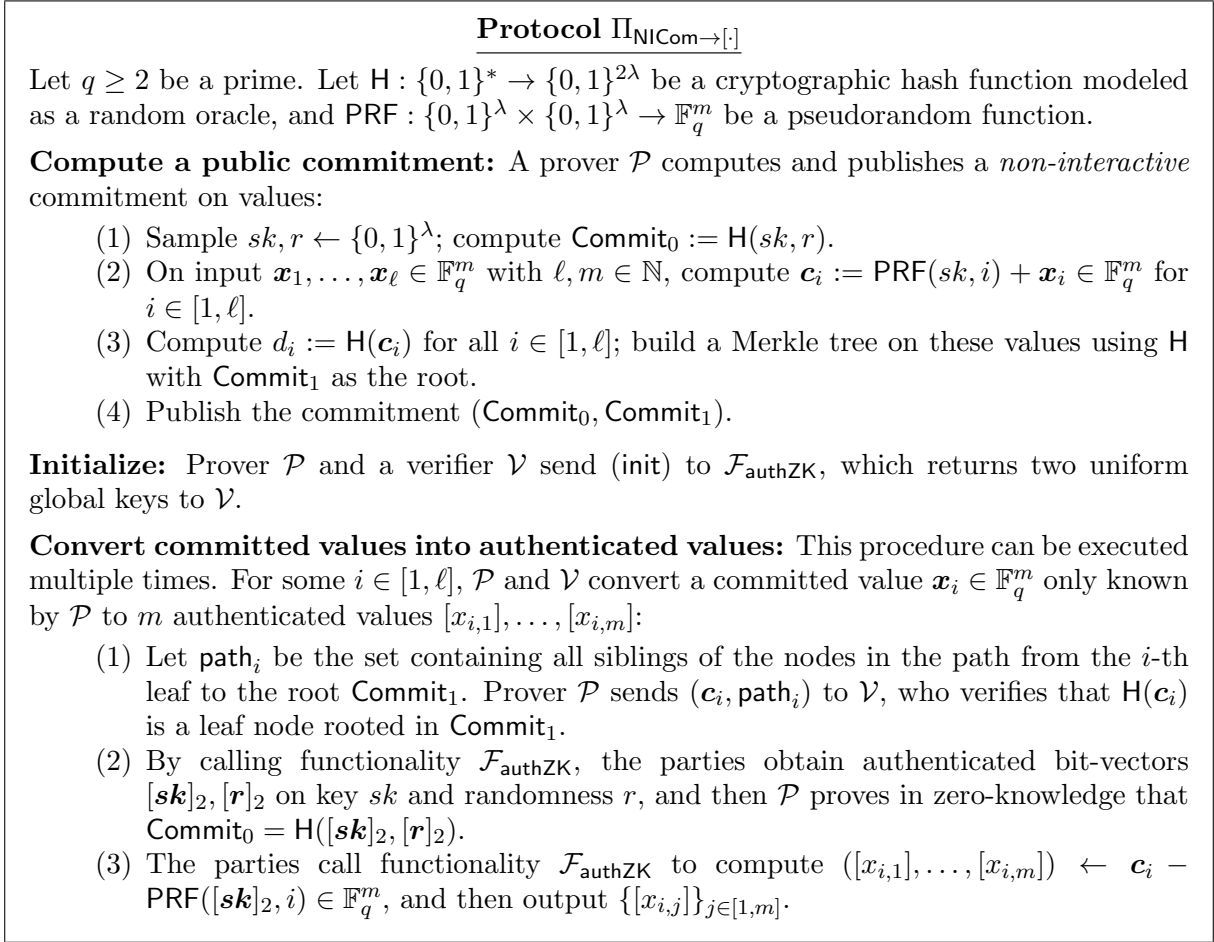 Protocol Π_{NICom→[·]}
Let q ≥ 2 be a prime. Let H : {0, 1}^* → {0, 1}^{2λ} be a cryptographic hash function modeled
as a random oracle, and PRF : {0, 1}^λ × {0, 1}^λ → 𝔽_q^m be a pseudorandom function.
Compute a public commitment: A prover 𝒫 computes and publishes a non-interactive
commitment on values:
(1) Sample sk, r ← {0, 1}^λ; compute Commit_0 := H(sk, r).
(2) On input x_1, . . . , x_ℓ ∈ 𝔽_q^m with ℓ, m ∈ ℕ, compute c_i := PRF(sk, i) + x_i ∈ 𝔽_q^m for
i ∈ [1, ℓ].
(3) Compute d_i := H(c_i) for all i ∈ [1, ℓ]; build a Merkle tree on these values using H
with Commit_1 as the root.
(4) Publish the commitment (Commit_0, Commit_1).
Initialize: Prover 𝒫 and a verifier 𝒱 send (init) to ℱ_{authZK}, which returns two uniform
global keys to 𝒱.
Convert committed values into authenticated values: This procedure can be executed
multiple times. For some i ∈ [1, ℓ], 𝒫 and 𝒱 convert a committed value x_i ∈ 𝔽_q^m only known
by 𝒫 to m authenticated values [x_{i,1}], . . . , [x_{i,m}]:
(1) Let path_i be the set containing all siblings of the nodes in the path from the i-th
leaf to the root Commit_1. Prover 𝒫 sends (c_i, path_i) to 𝒱, who verifies that H(c_i)
is a leaf node rooted in Commit_1.
(2) By calling functionality ℱ_{authZK}, the parties obtain authenticated bit-vectors
[sk]_2, [r]_2 on key sk and randomness r, and then 𝒫 proves in zero-knowledge that
Commit_0 = H([sk]_2, [r]_2).
(3) The parties call functionality ℱ_{authZK} to compute ([x_{i,1}], . . . , [x_{i,m}]) ← c_i −
PRF([sk]_2, i) ∈ 𝔽_q^m, and then output {[x_{i,j}]}_{j∈[1,m]}.